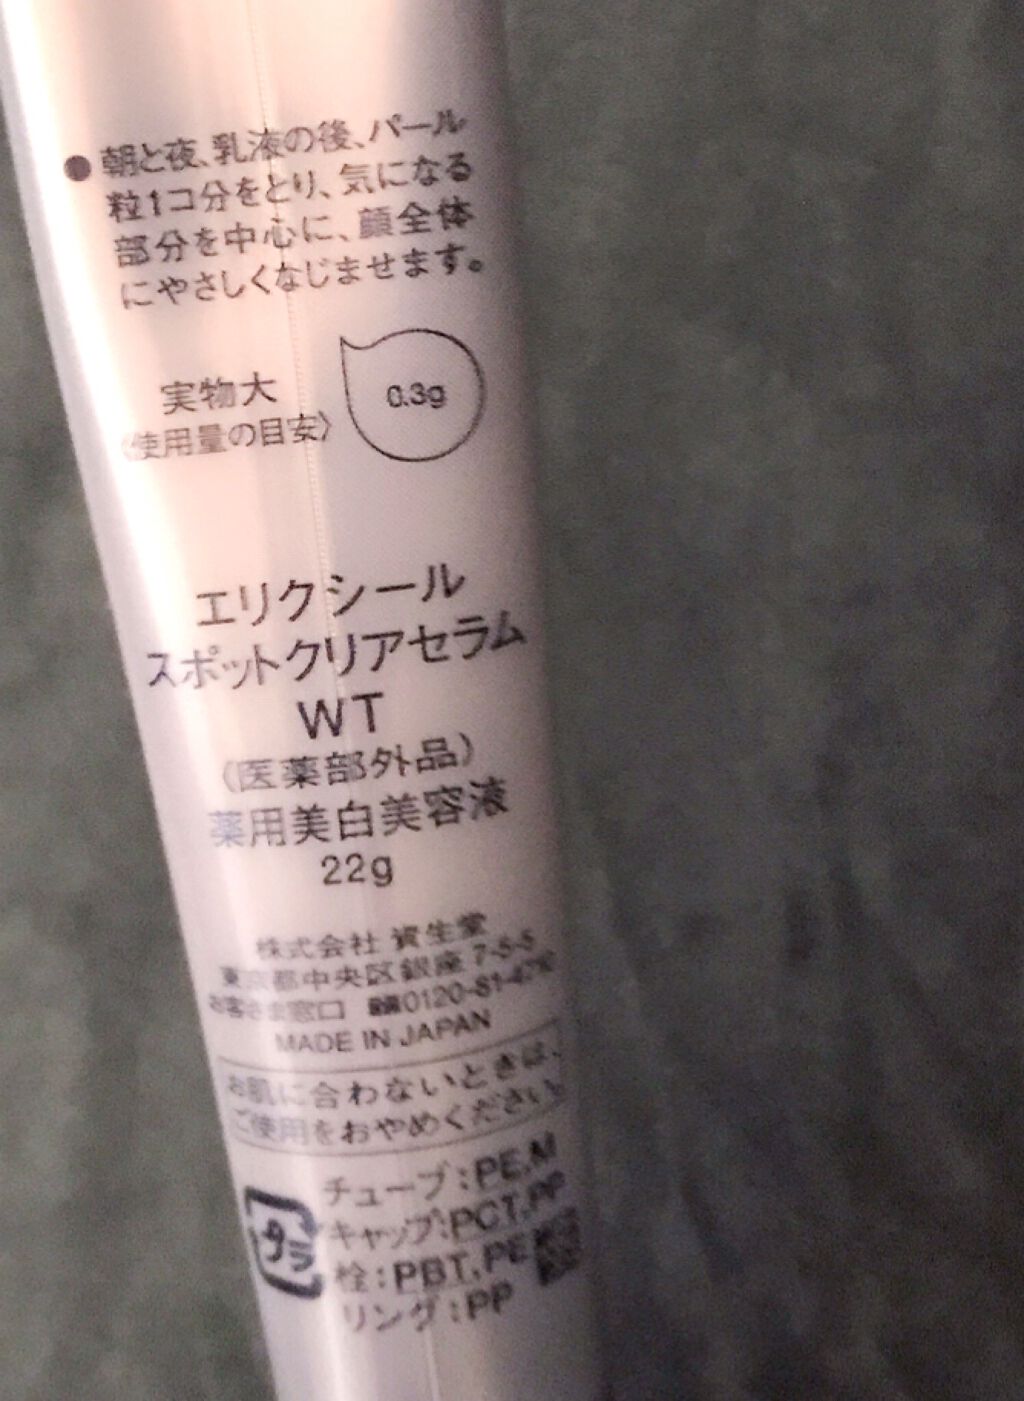 ● 朝と夜、乳液の後、パール
粒1コ分をとり、気になる
部分を中心に、顔全体
にやさしくなじませます。
実物大
〈使用量の目安〉
0.3g
エリクシール
スポットクリアセラム
WT
〈医薬部外品〉
薬用美白美容液
22g
株式会社 資生堂
東京都中央区銀座 7-5-5
お客さま窓口 0120-81-47
MADE IN JAPAN
お肌に合わないときは、
ご使用をおやめください。
プラ
チューブ:PE,M
キャップ:PCT,PP
栓:PBT,PE
リング:PP